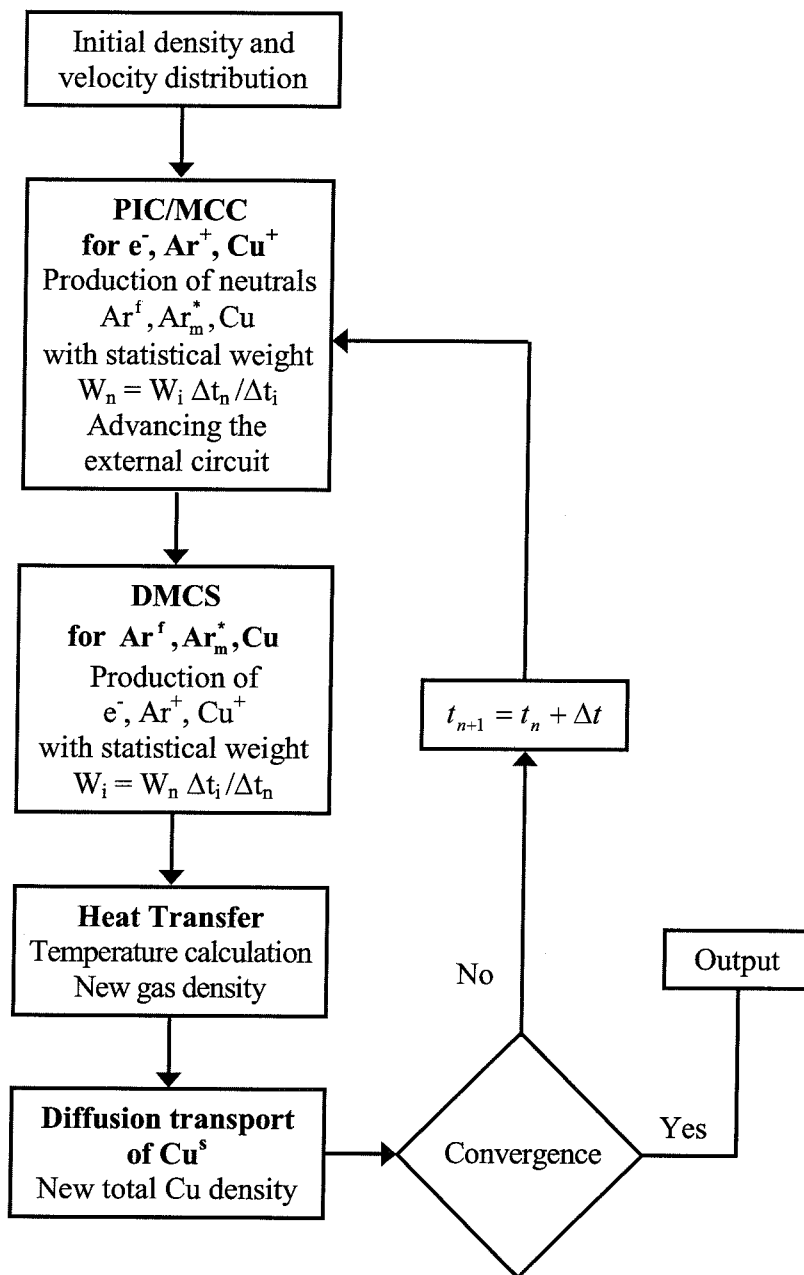 Initial density and
velocity distribution
PIC/MCC
for e⁻, Ar⁺, Cu⁺
Production of neutrals
Arᶠ, Ar*ₘ, Cu
with statistical weight
Wₙ = Wᵢ Δtₙ/Δtᵢ
Advancing the
external circuit
DMCS
for Arᶠ, Ar*ₘ, Cu
Production of
e⁻, Ar⁺, Cu⁺
with statistical weight
Wᵢ = Wₙ Δtᵢ/Δtₙ
Heat Transfer
Temperature calculation
New gas density
Diffusion transport
of Cuˢ
New total Cu density
Convergence
No
tₙ₊₁ = tₙ + Δt
Yes
Output